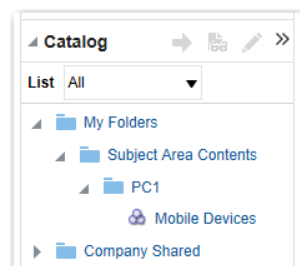 Catalog
List All
My Folders
Subject Area Contents
PC1
Mobile Devices
Company Shared